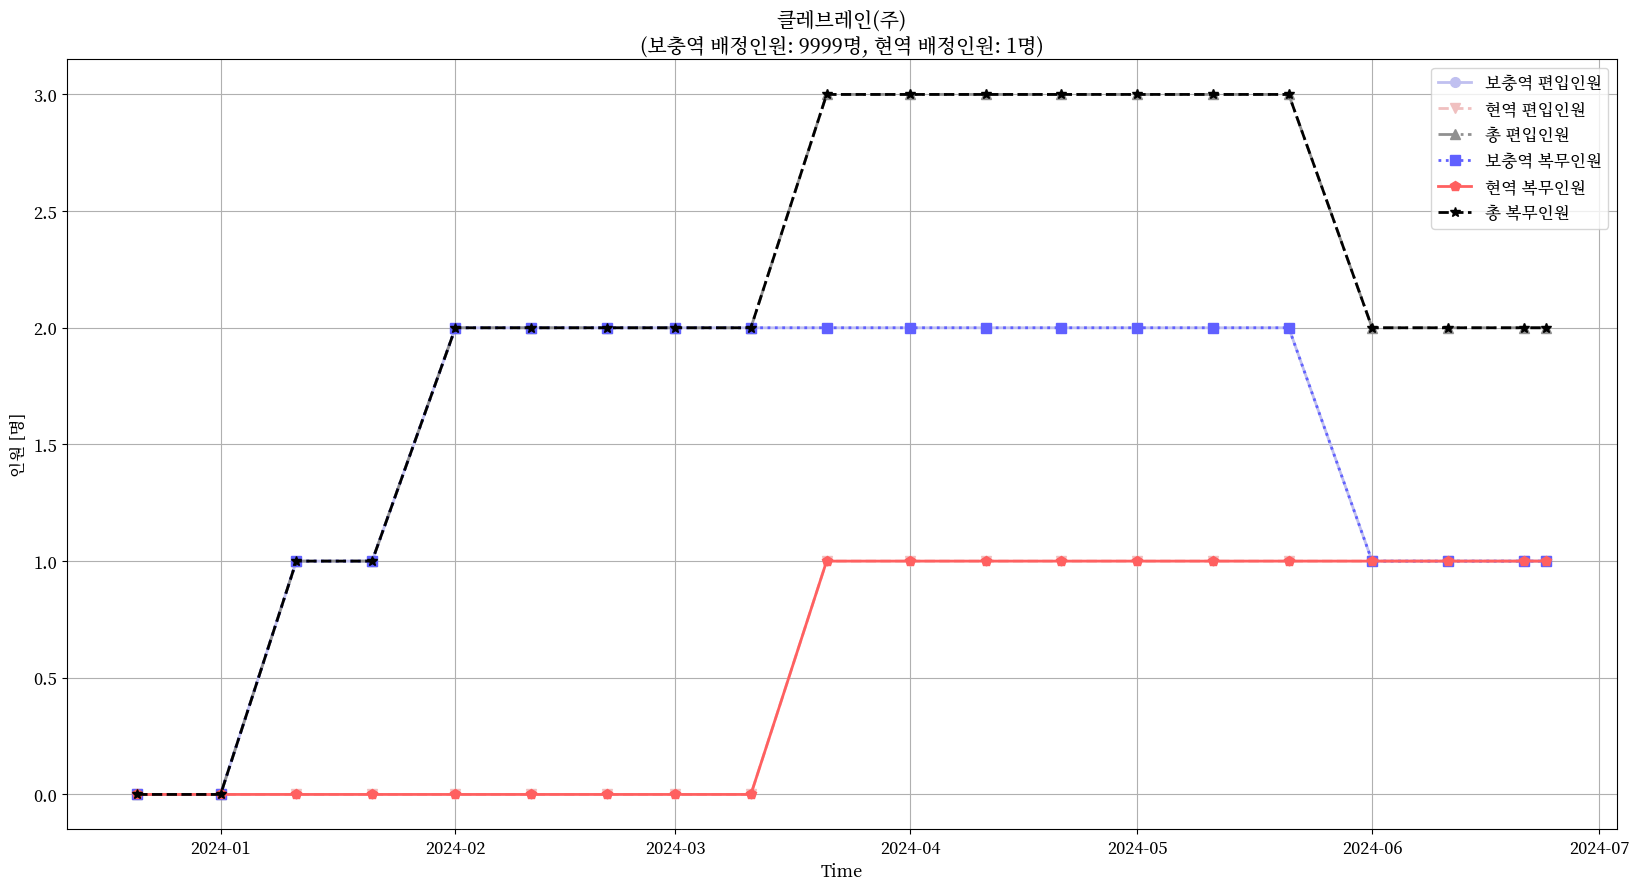 클레브레인(주)
(보충역 배정인원: 9999명, 현역 배정인원: 1명)
보충역 편입인원
현역 편입인원
총 편입인원
보충역 복무인원
현역 복무인원
총 복무인원
인원 [명]
3.0
2.5
2.0
1.5
1.0
0.5
0.0
2024-01 2024-02 2024-03 2024-04 2024-05 2024-06 2024-07
Time